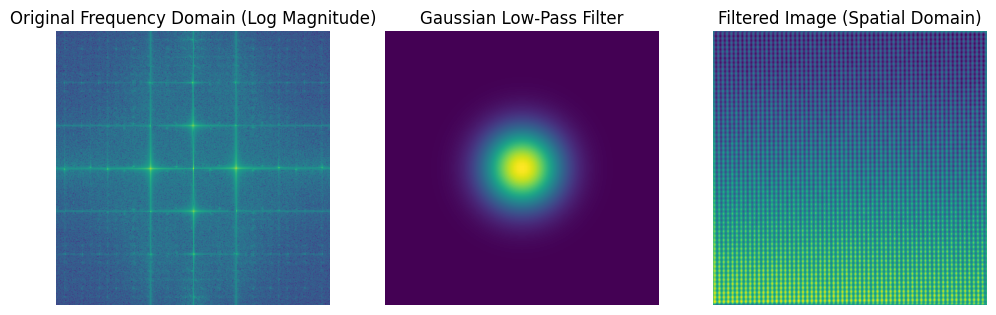 Original Frequency Domain (Log Magnitude)
Gaussian Low-Pass Filter
Filtered Image (Spatial Domain)